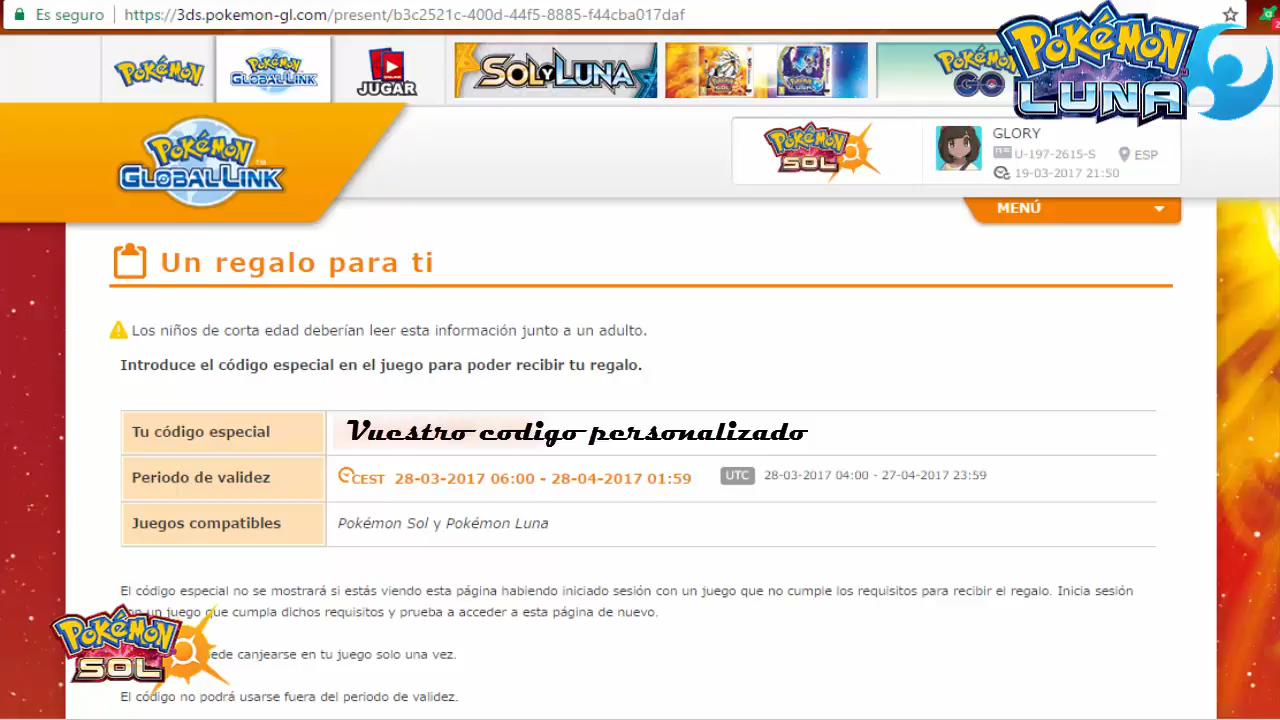 Es seguro | https://3ds.pokemon-gl.com/present/b3c2521c-400d-44f5-8885-f44cba017daf
POKéMON
POKéMON GLOBAL LINK
JUGAR
SOL Y LUNA
POKéMON GO
POKéMON LUNA
POKéMON GLOBAL LINK™
POKéMON SOL
GLORY
U-197-2615-S ESP
19-03-2017 21:50
MENÚ
Un regalo para ti
Los niños de corta edad deberían leer esta información junto a un adulto.
Introduce el código especial en el juego para poder recibir tu regalo.
Tu código especial Vuestro codigo personalizado
Periodo de validez CEST 28-03-2017 06:00 - 28-04-2017 01:59 UTC 28-03-2017 04:00 - 27-04-2017 23:59
Juegos compatibles Pokémon Sol y Pokémon Luna
El código especial no se mostrará si estás viendo esta página habiendo iniciado sesión con un juego que no cumple los requisitos para recibir el regalo. Inicia sesión
un juego que cumpla dichos requisitos y prueba a acceder a esta página de nuevo.
POKéMON SOL
canjearse en tu juego solo una vez.
El código no podrá usarse fuera del periodo de validez.